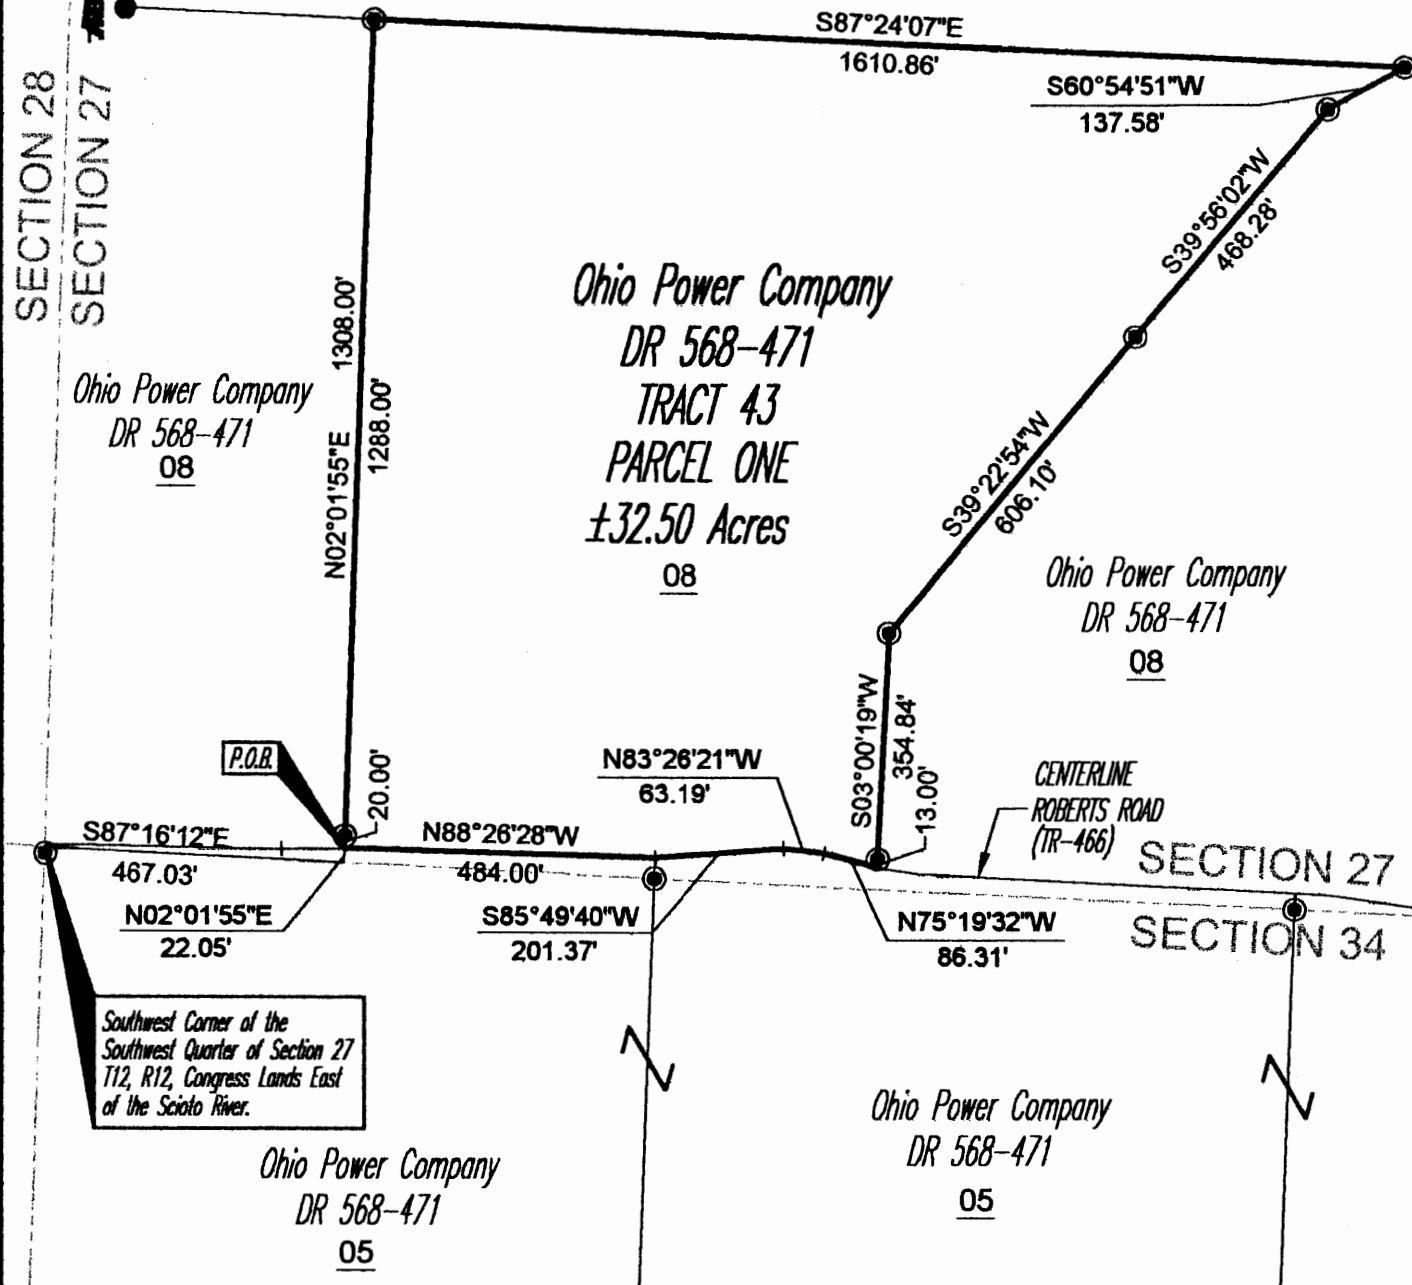 S87°24'07"E
1610.86'
S60°54'51"W
137.58'
SECTION 28
SECTION 27
S39°56'02"W
468.28'
Ohio Power Company
DR 568-471
TRACT 43
PARCEL ONE
±32.50 Acres
08
N02°01'55"E 1308.00'
1288.00'
Ohio Power Company
DR 568-471
08
S39°22'54"W
606.10'
Ohio Power Company
DR 568-471
08
S03°00'19"W
354.84'
13.00'
P.O.B.
20.00'
N83°26'21"W
63.19'
CENTERLINE
ROBERTS ROAD
(TR-466)
S87°16'12"E
467.03'
N88°26'28"W
484.00'
SECTION 27
SECTION 34
N02°01'55"E
22.05'
S85°49'40"W
201.37'
N75°19'32"W
86.31'
Southwest Corner of the
Southwest Quarter of Section 27
T12, R12, Congress Lands East
of the Scioto River.
Ohio Power Company
DR 568-471
05
Ohio Power Company
DR 568-471
05